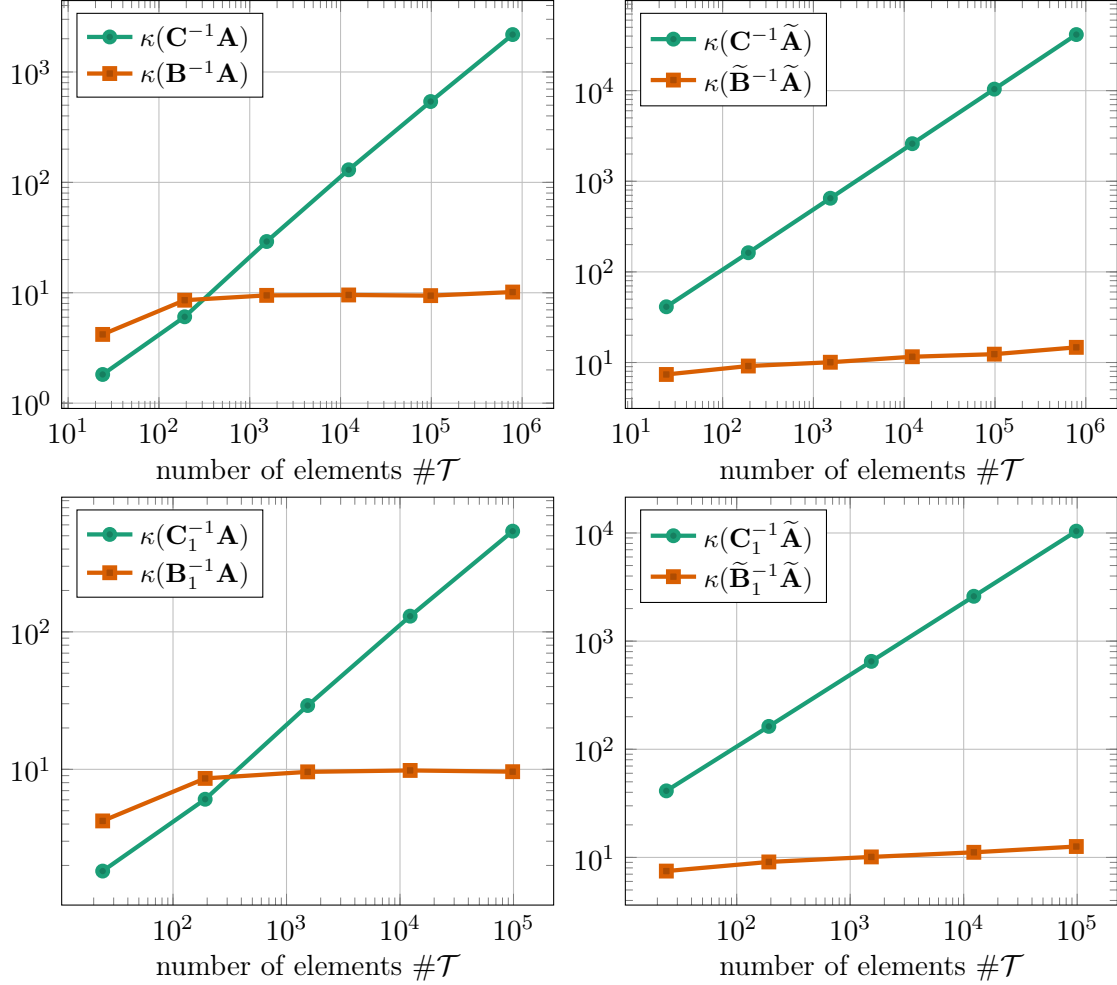 κ(C⁻¹A)
κ(B⁻¹A)
10³
10²
10¹
10⁰
10¹ 10² 10³ 10⁴ 10⁵ 10⁶
number of elements #𝒯
κ(C⁻¹Ã)
κ(B̃⁻¹Ã)
10⁴
10³
10²
10¹
10¹ 10² 10³ 10⁴ 10⁵ 10⁶
number of elements #𝒯
κ(C₁⁻¹A)
κ(B₁⁻¹A)
10²
10¹
10² 10³ 10⁴ 10⁵
number of elements #𝒯
κ(C₁⁻¹Ã)
κ(B̃₁⁻¹Ã)
10⁴
10³
10²
10¹
10² 10³ 10⁴ 10⁵
number of elements #𝒯